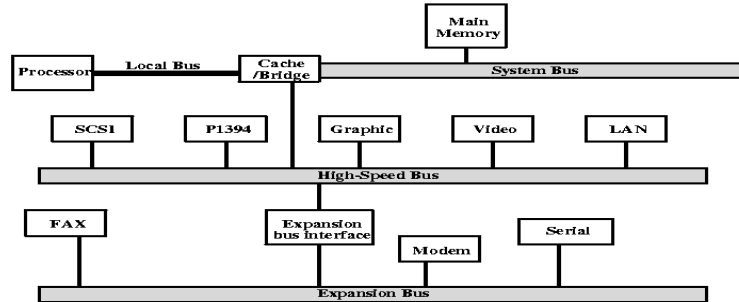 Main
Memory
Processor
Local Bus
Cache
/Bridge
System Bus
SCSI
P1394
Graphic
Video
LAN
High-Speed Bus
FAX
Expansion
bus interface
Modem
Serial
Expansion Bus